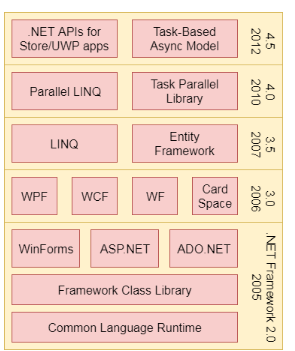 .NET APIs for
Store/UWP apps
Task-Based
Async Model
4.5
2012
Parallel LINQ
Task Parallel
Library
4.0
2010
LINQ
Entity
Framework
3.5
2007
WPF
WCF
WF
Card
Space
3.0
2006
WinForms
ASP.NET
ADO.NET
Framework Class Library
Common Language Runtime
.NET Framework 2.0
2005